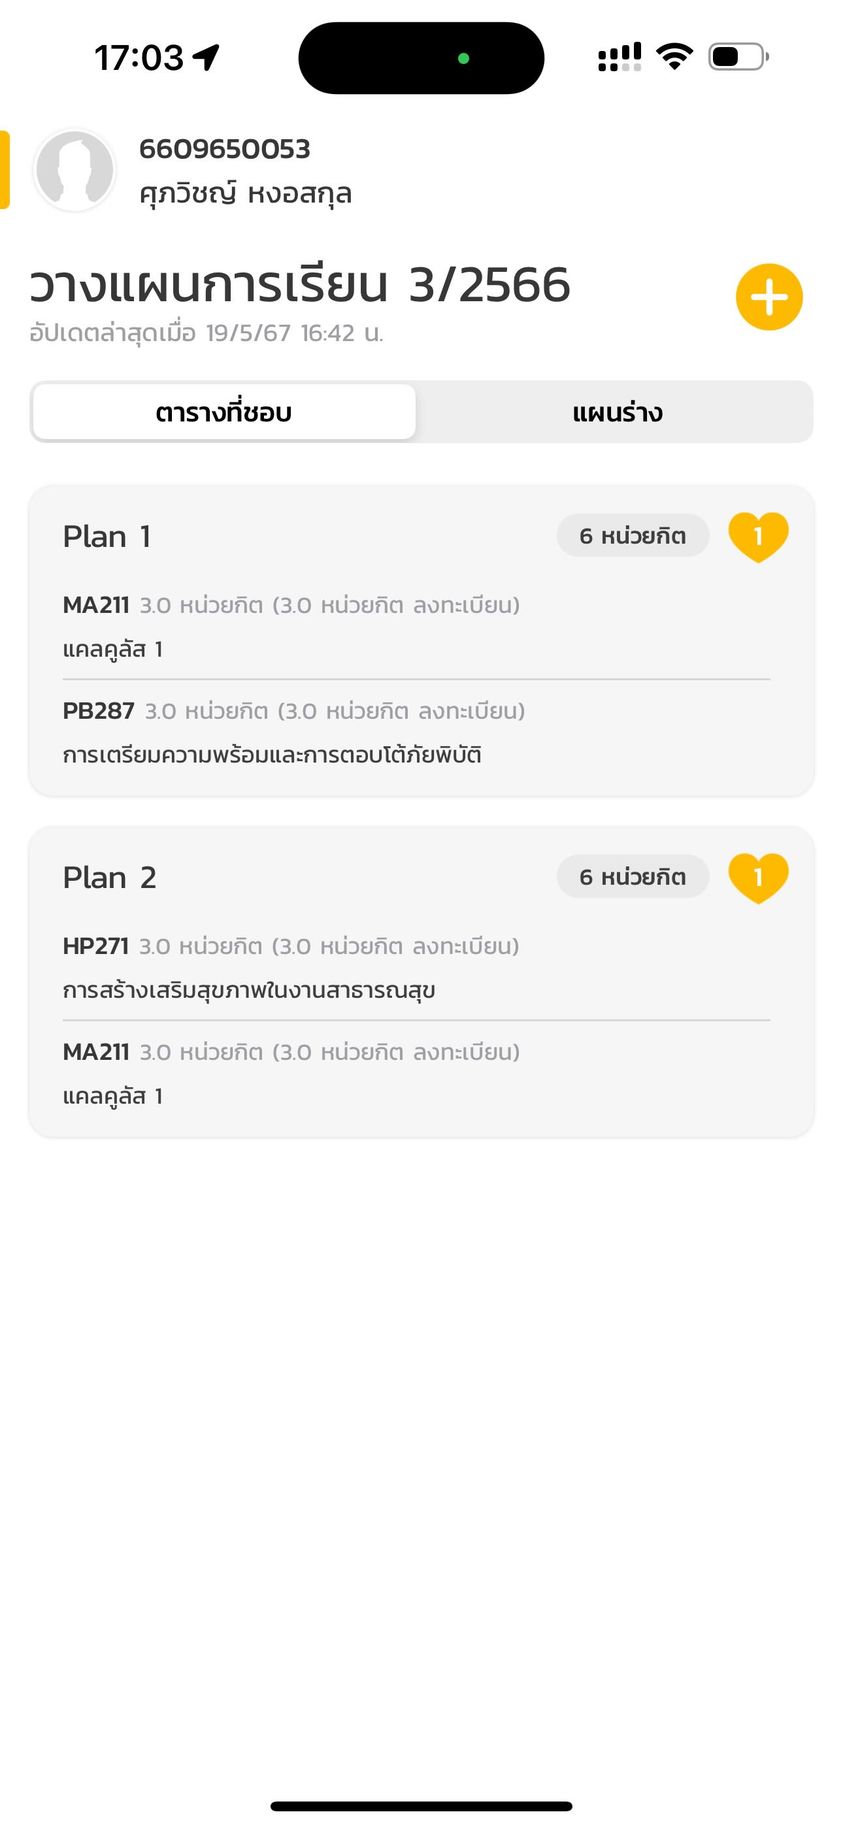 17:03
6609650053
ศุภวิชญ์ หงอสกุล
วางแผนการเรียน 3/2566
อัปเดตล่าสุดเมื่อ 19/5/67 16:42 น.
ตารางที่ชอบ แผนร่าง
Plan 1 6 หน่วยกิต 1
MA211 3.0 หน่วยกิต (3.0 หน่วยกิต ลงทะเบียน)
แคลคูลัส 1
PB287 3.0 หน่วยกิต (3.0 หน่วยกิต ลงทะเบียน)
การเตรียมความพร้อมและการตอบโต้ภัยพิบัติ
Plan 2 6 หน่วยกิต 1
HP271 3.0 หน่วยกิต (3.0 หน่วยกิต ลงทะเบียน)
การสร้างเสริมสุขภาพในงานสาธารณสุข
MA211 3.0 หน่วยกิต (3.0 หน่วยกิต ลงทะเบียน)
แคลคูลัส 1